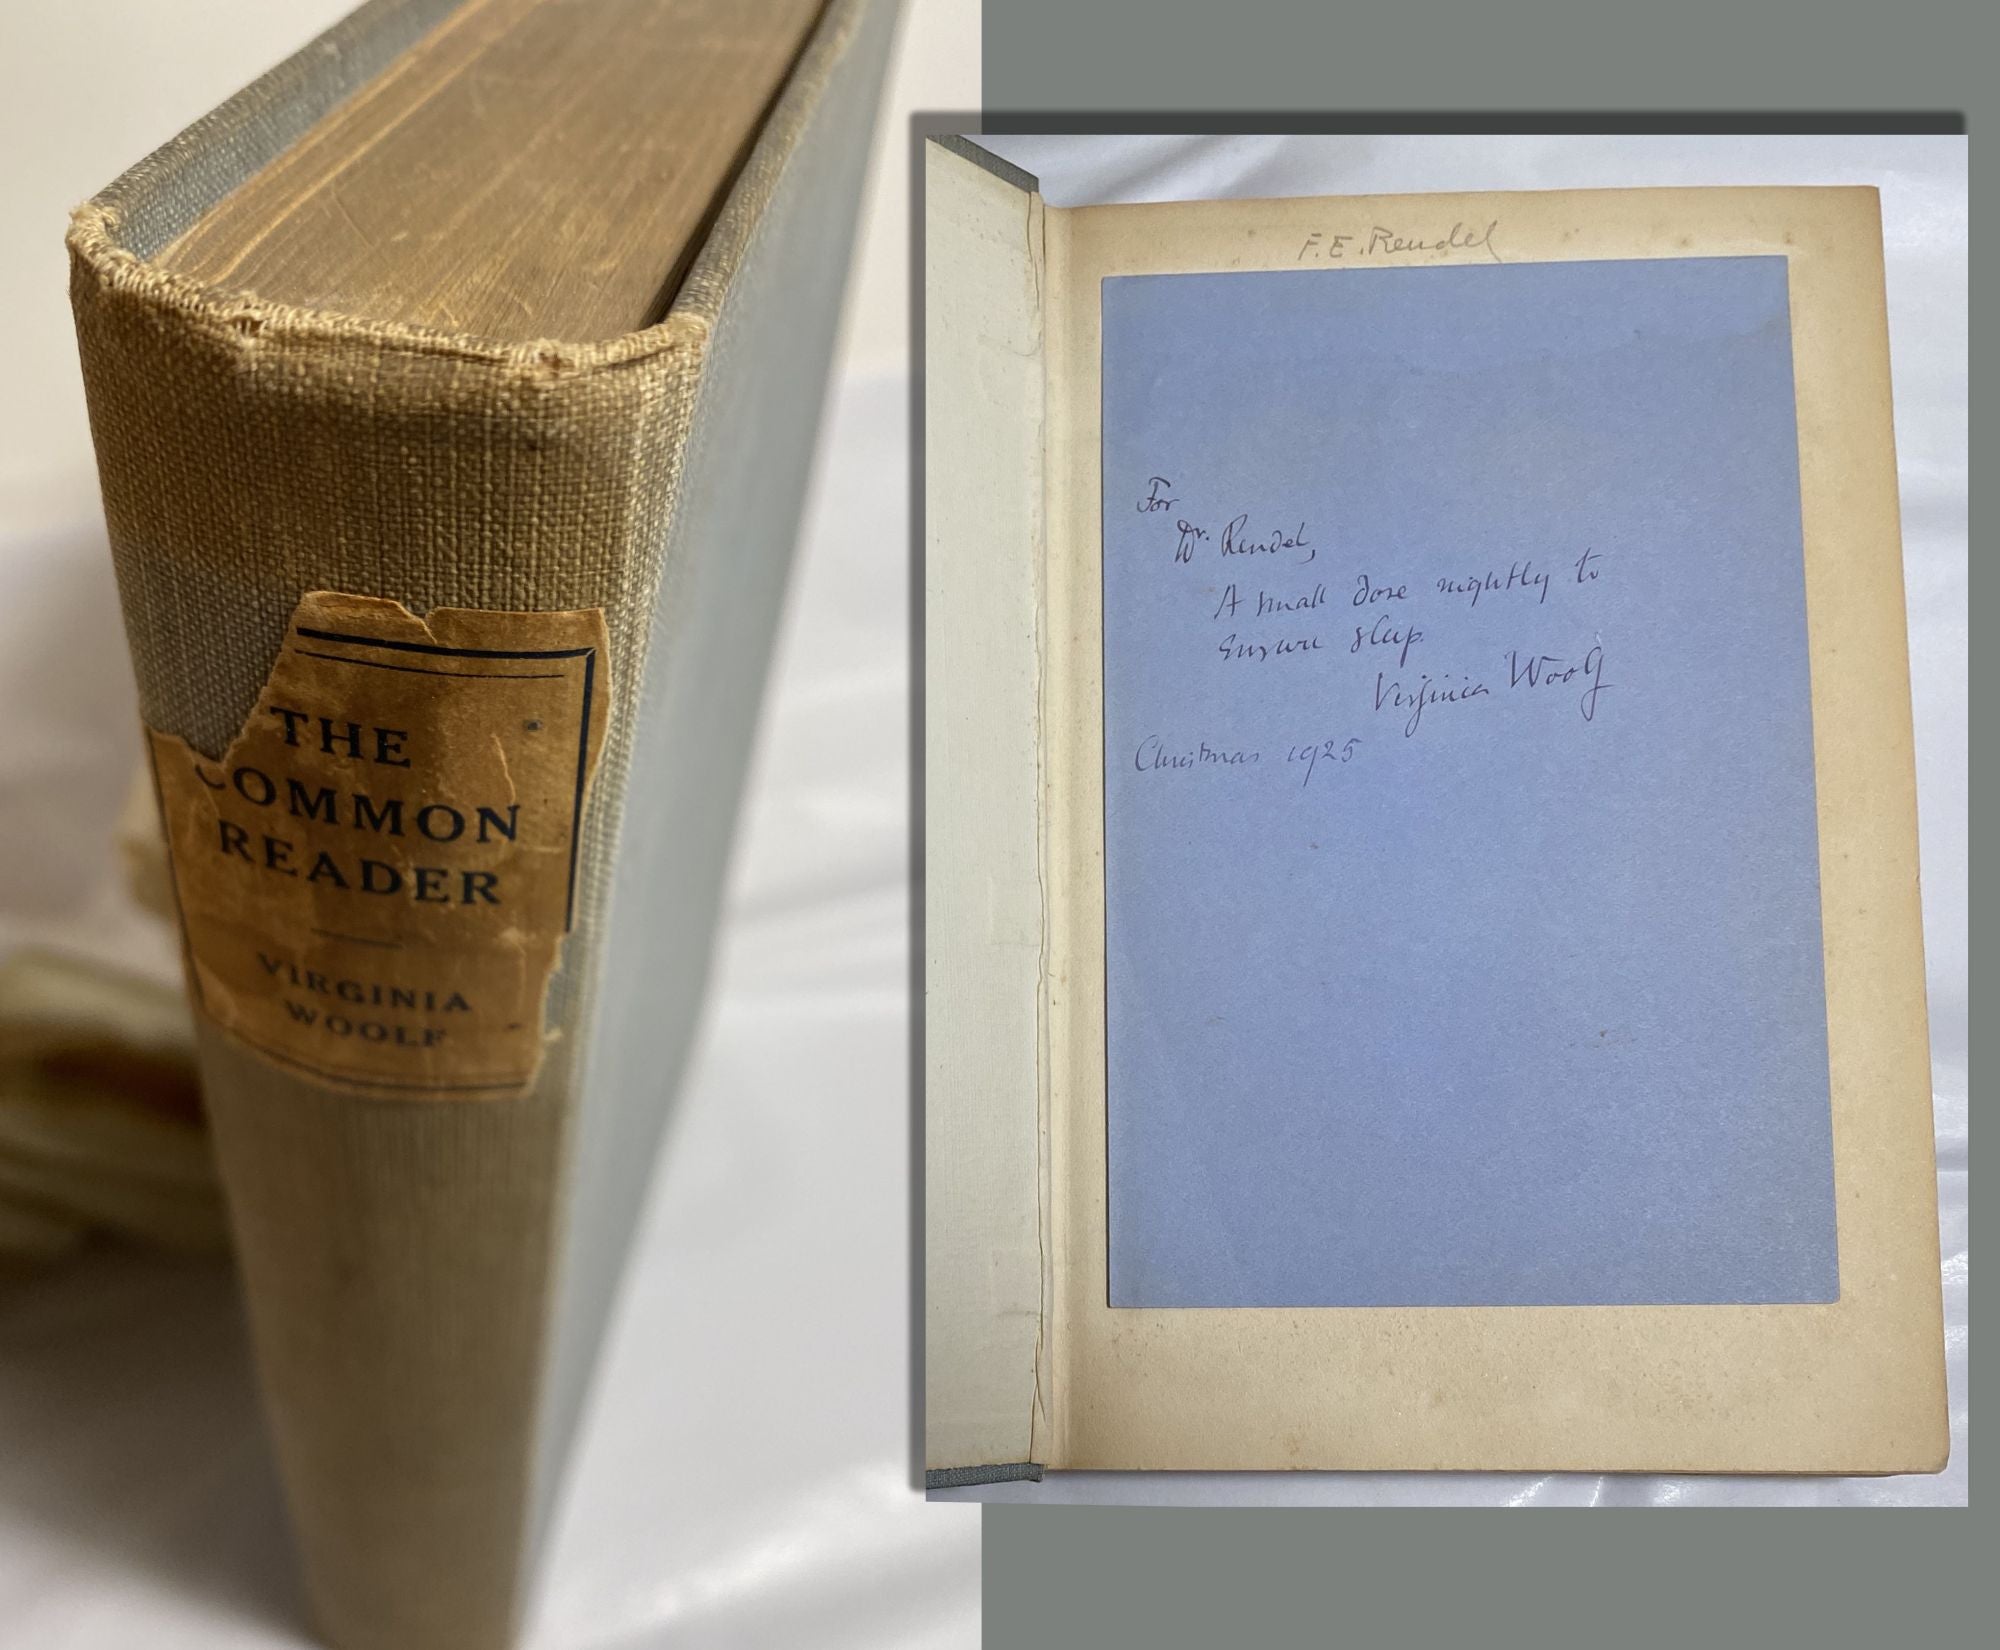 THE
COMMON
READER
VIRGINIA
WOOLF
F. E. Rendel
For
Dr. Rendel,
A small dose nightly to
ensure sleep.
Virginia Woolf
Christmas 1925